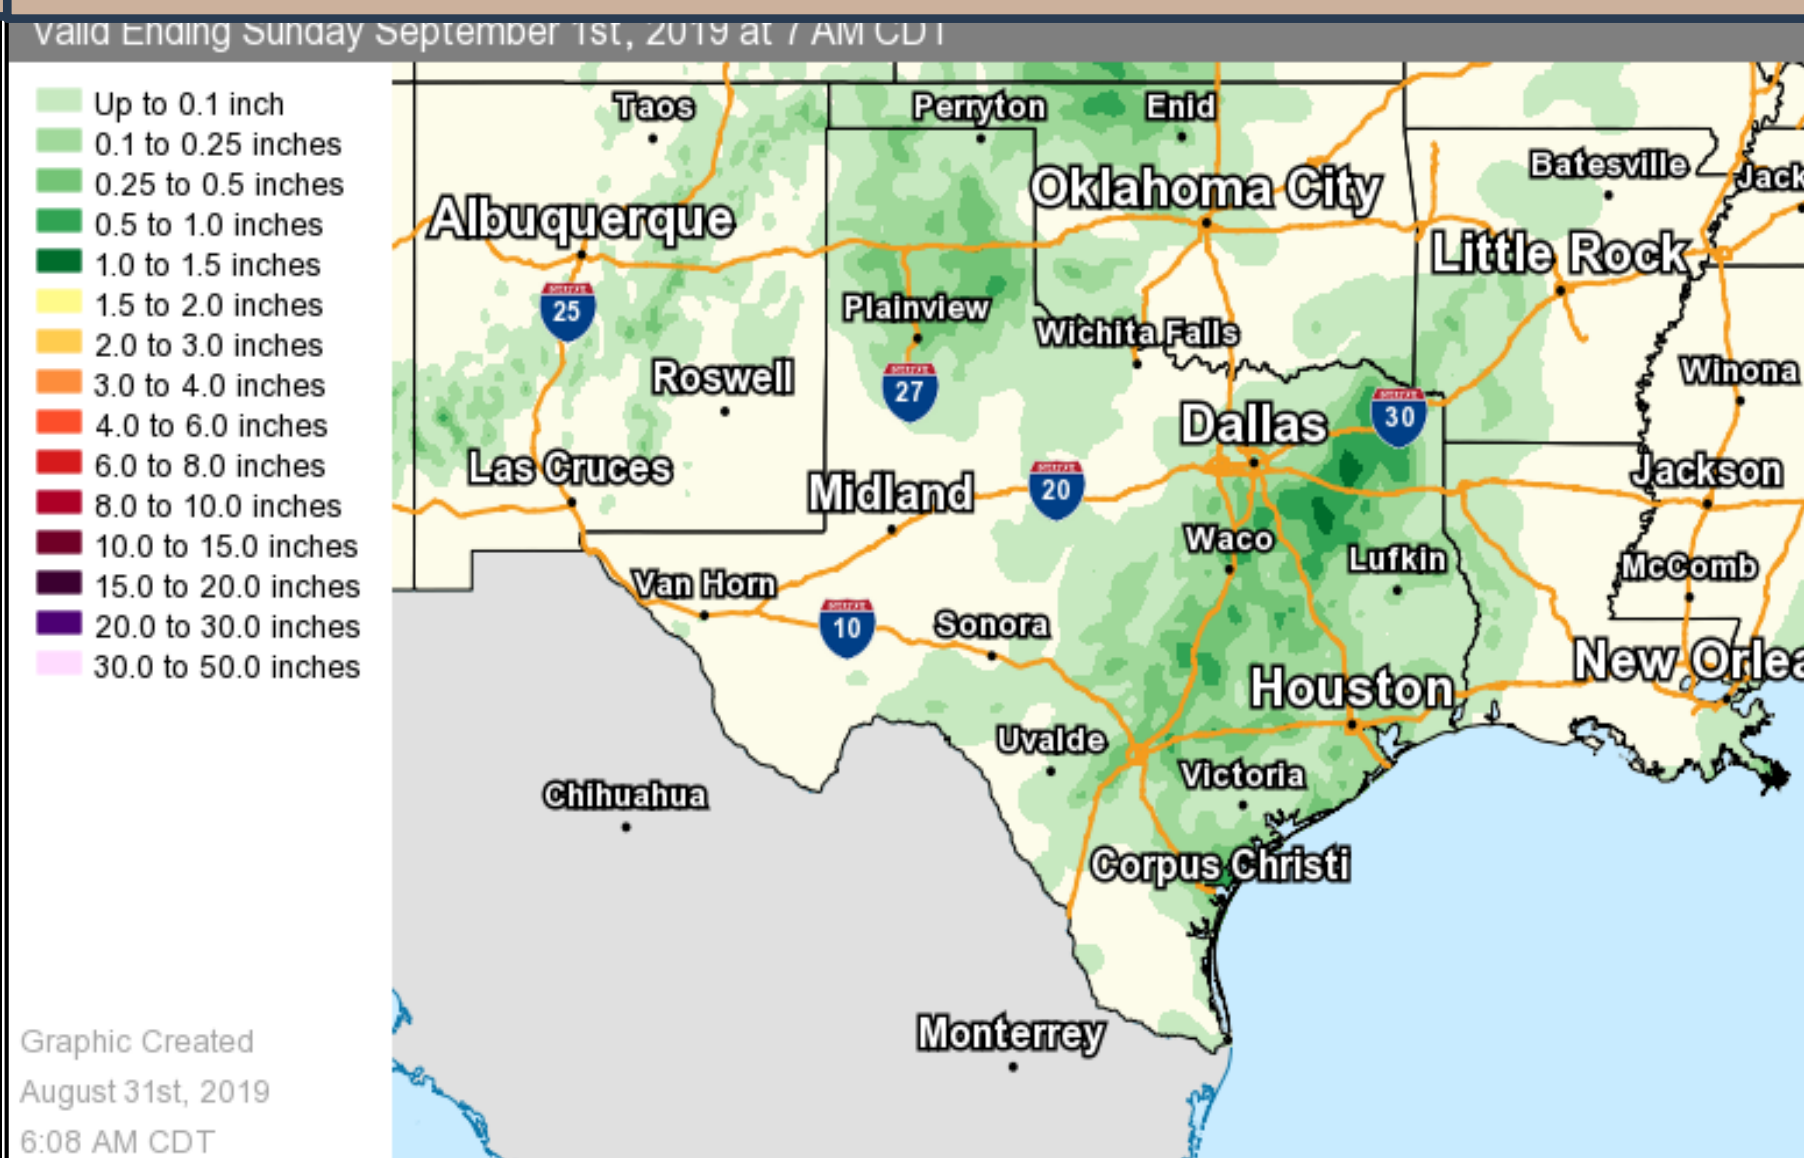 Valid Ending Sunday September 1st, 2019 at 7 AM CDT
Up to 0.1 inch
0.1 to 0.25 inches
0.25 to 0.5 inches
0.5 to 1.0 inches
1.0 to 1.5 inches
1.5 to 2.0 inches
2.0 to 3.0 inches
3.0 to 4.0 inches
4.0 to 6.0 inches
6.0 to 8.0 inches
8.0 to 10.0 inches
10.0 to 15.0 inches
15.0 to 20.0 inches
20.0 to 30.0 inches
30.0 to 50.0 inches
Graphic Created
August 31st, 2019
6:08 AM CDT
Taos
Perryton
Enid
Batesville
Jack
Oklahoma City
Albuquerque
Little Rock
25
Plainview
Wichita Falls
Roswell
27
Winona
30
Dallas
Las Cruces
Midland
20
Jackson
Waco
Lufkin
McComb
Van Horn
10
Sonora
New Orlea
Houston
Uvalde
Victoria
Chihuahua
Corpus Christi
Monterrey